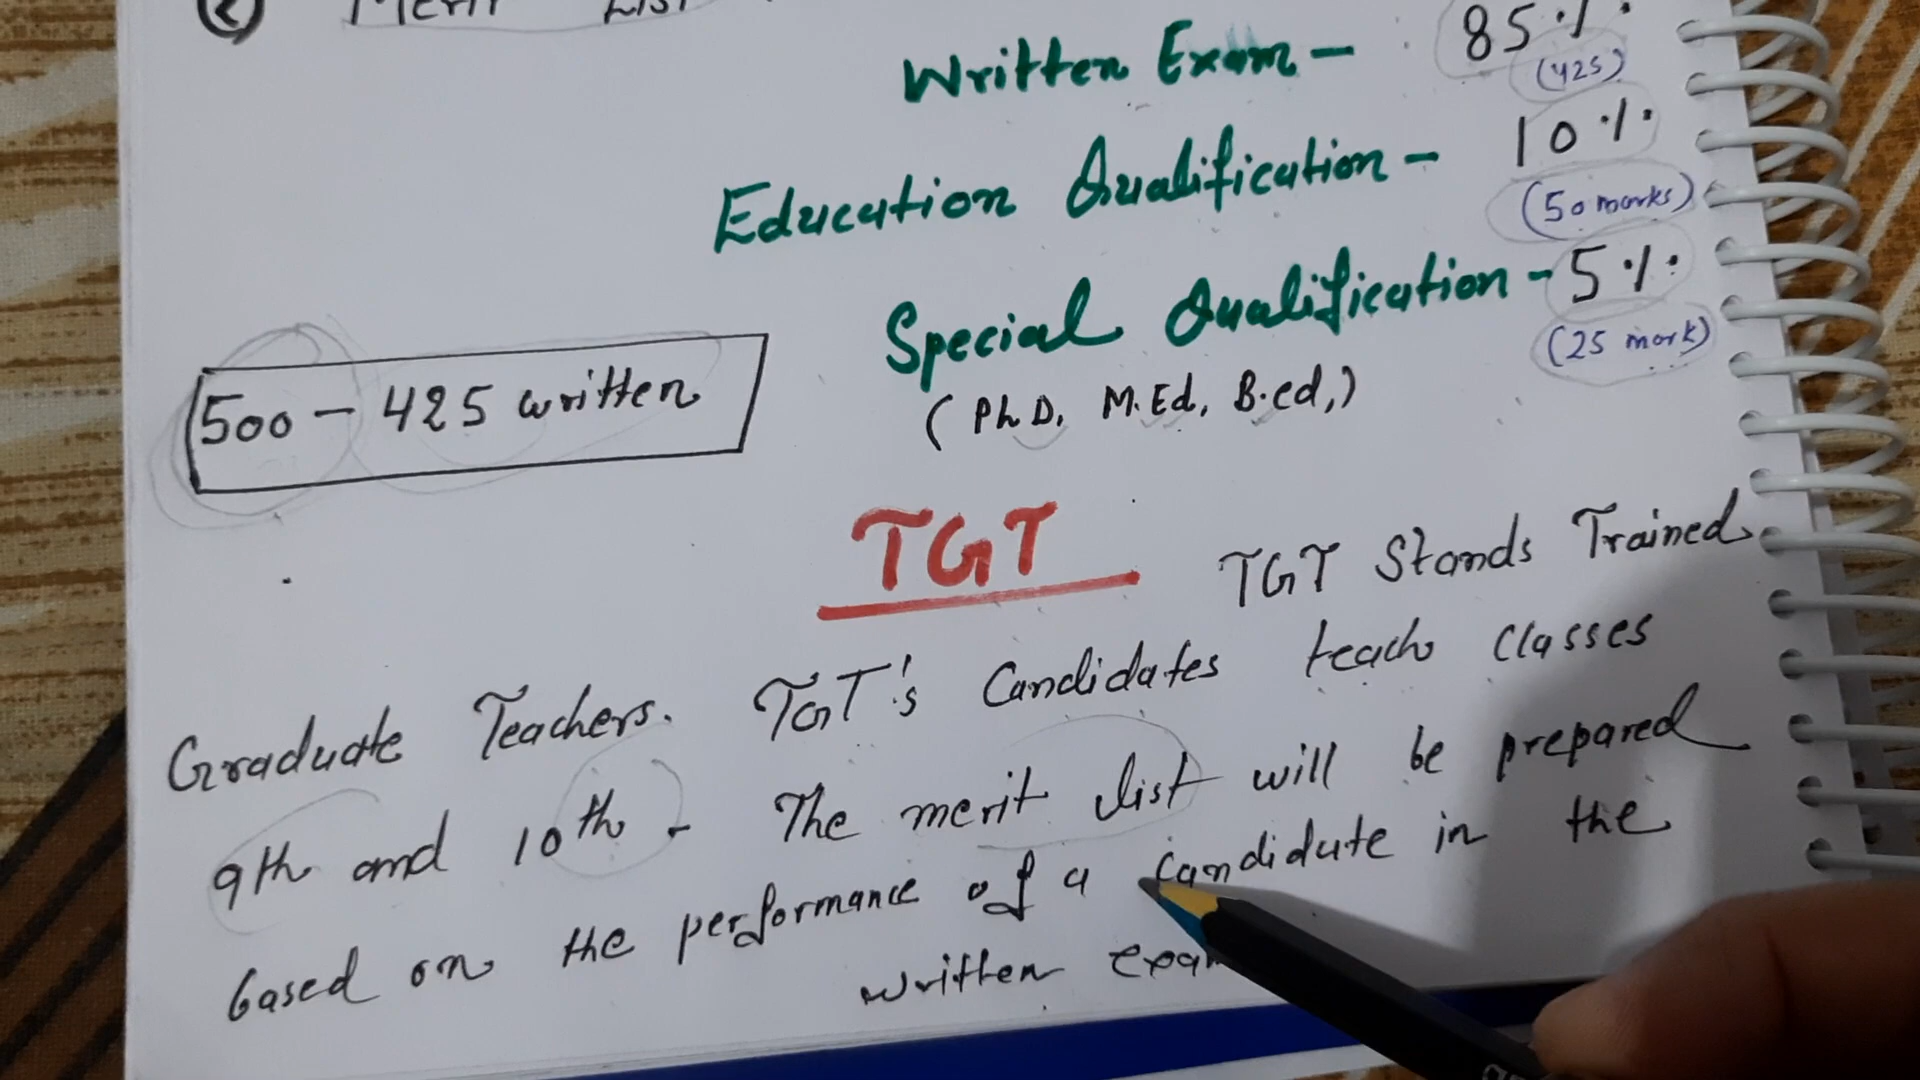 Merit List
Written Exam - 85%
(425)
Education Qualification - 10%
(50 marks)
Special Qualification - 5%
(25 mark)
(Ph D, M.Ed, B.ed,)
500 - 425 written
TGT
TGT Stands Trained
Graduate Teachers. TGT's Candidates teach classes
9th and 10th. The merit list will be prepared
based on the performance of a candidate in the
written